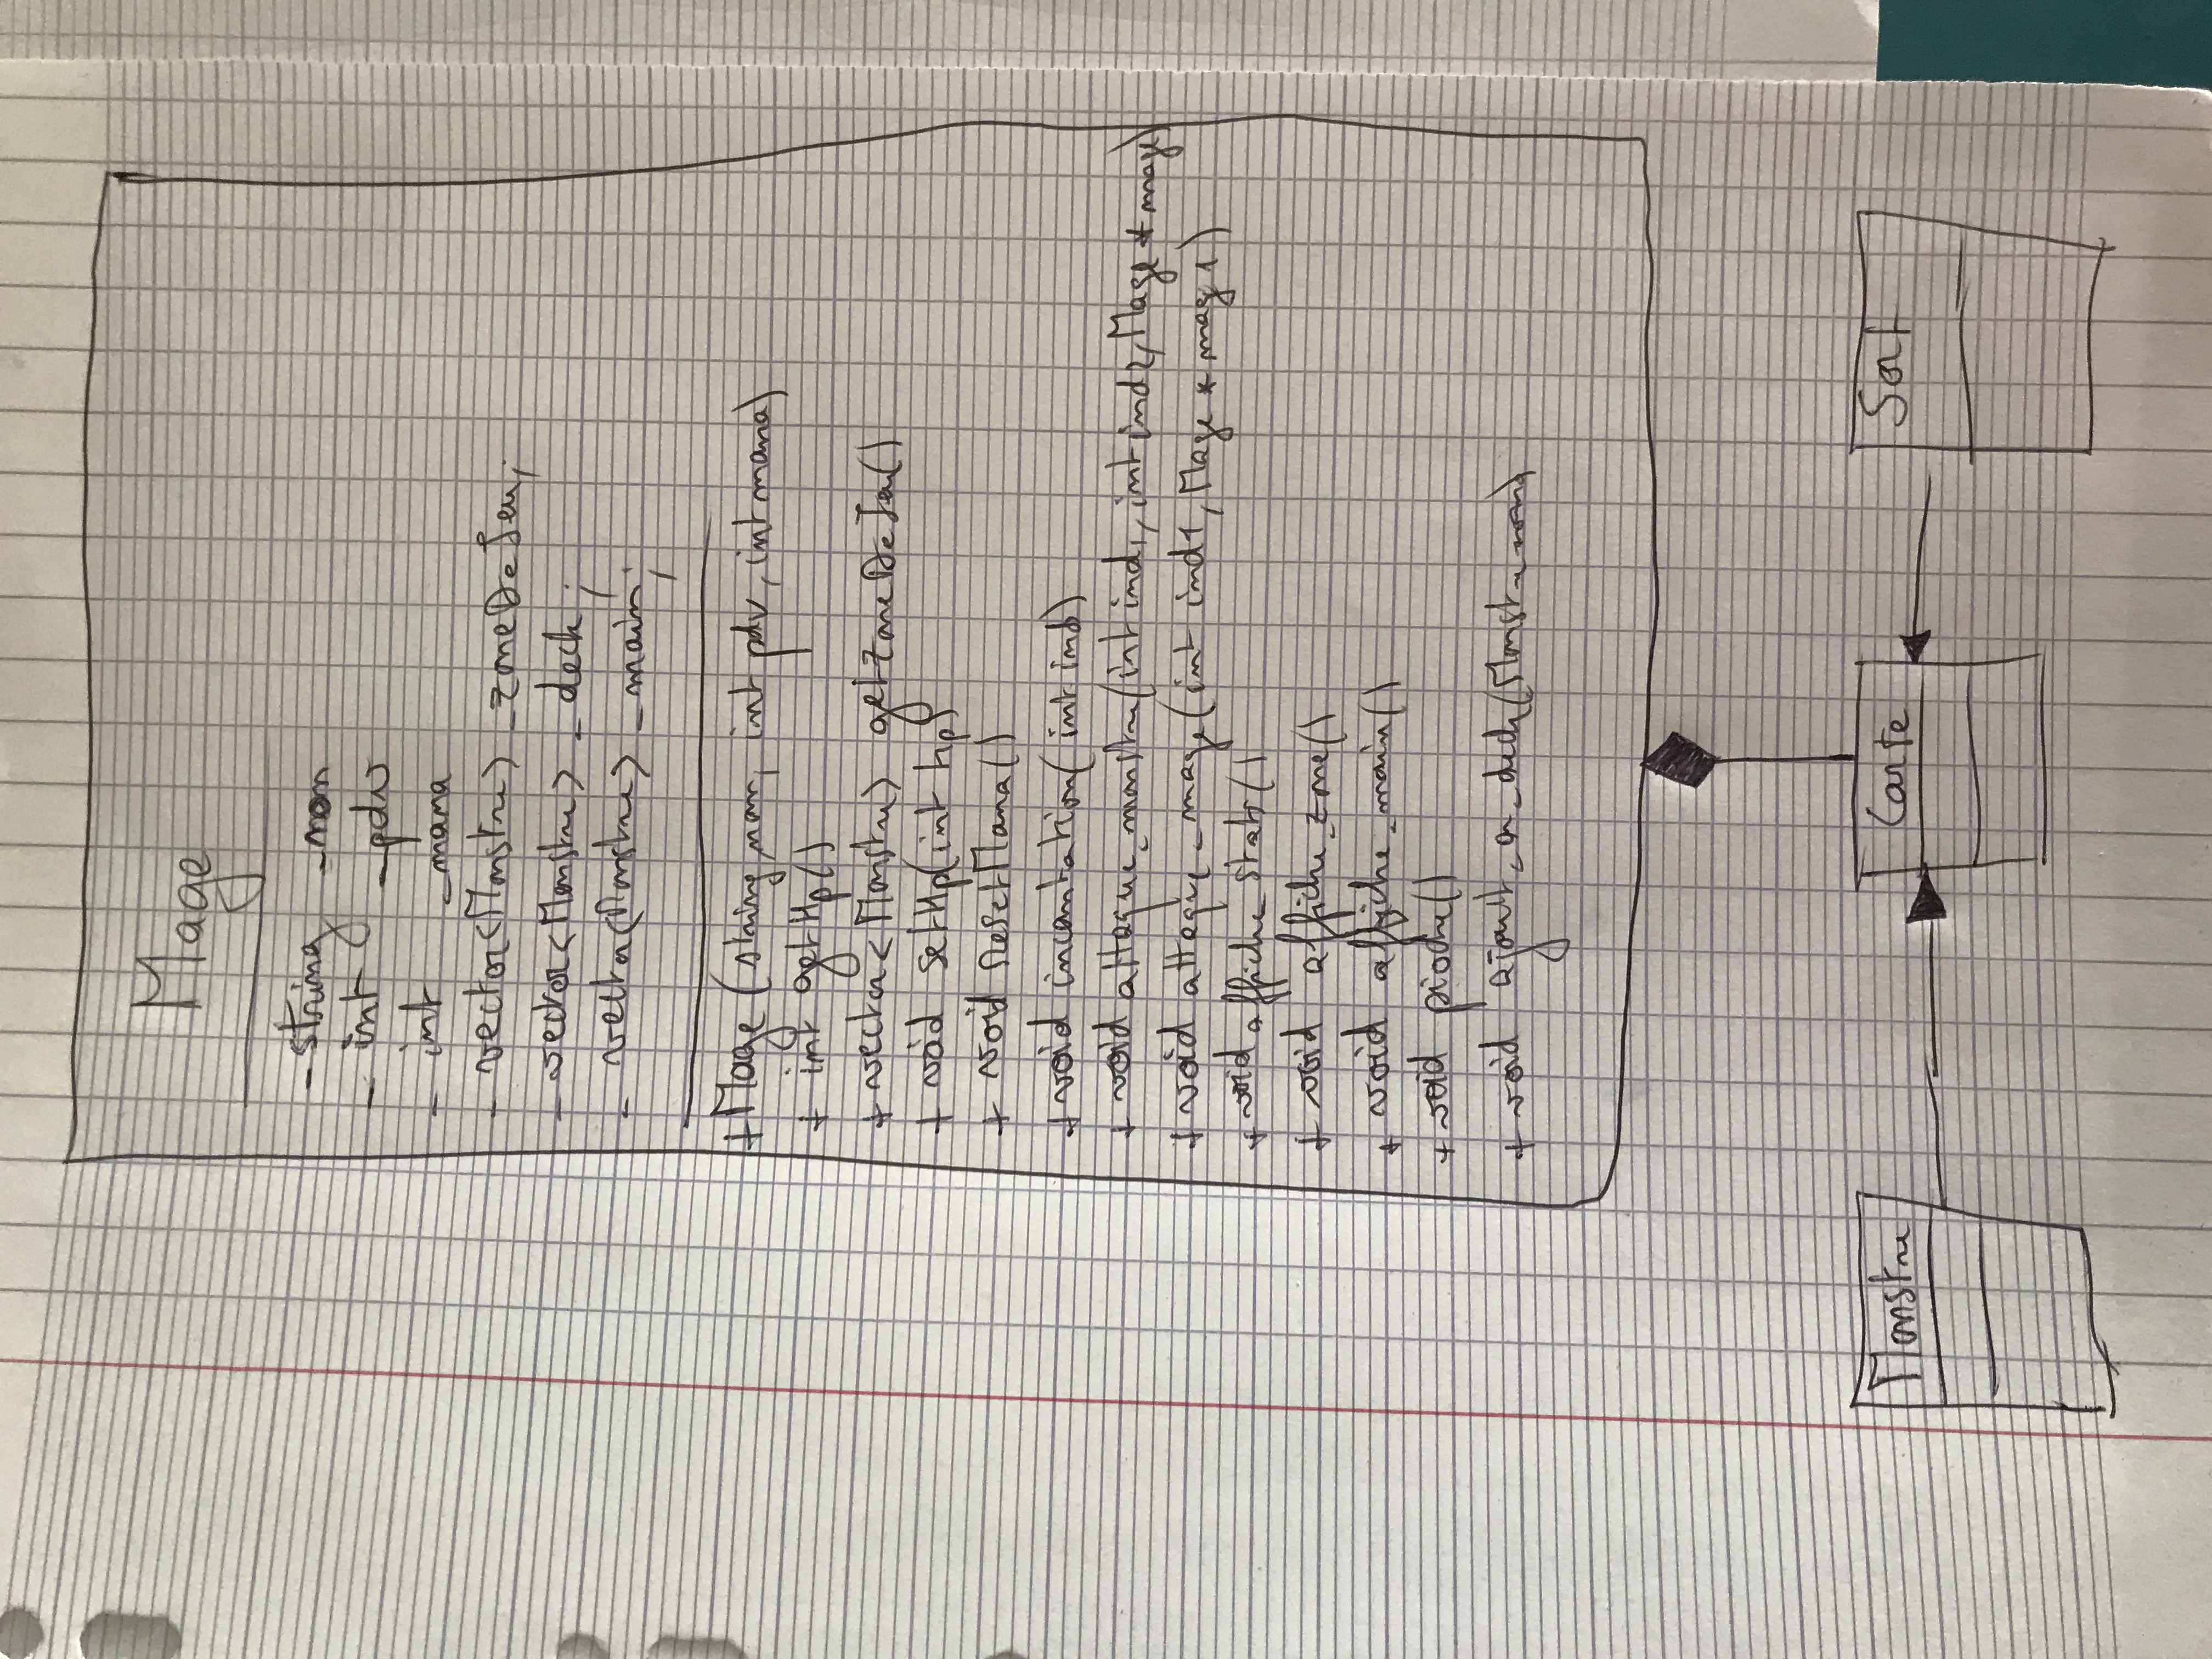 Mage
- string _nom
- int _pdv
- int _mana
- vector<Monstre> _zoneDeJeu;
- vector<Monstre> _deck;
- vector<Monstre> _main;
+ Mage (string nom, int pdv, int mana)
+ int getHp()
+ vector<Monstre> getZoneDeJeu()
+ void setHp(int hp)
+ void resetMana()
+ void incantation(int ind)
+ void attaque_monstre(int ind1, int ind2, Mage * mage)
+ void attaque_mage(int ind1, Mage * mag1)
+ void affiche_stats()
+ void affiche_zone()
+ void affiche_main()
+ void pioche()
+ void ajout_a_deck(Monstre
Monstre
Carte
Sort